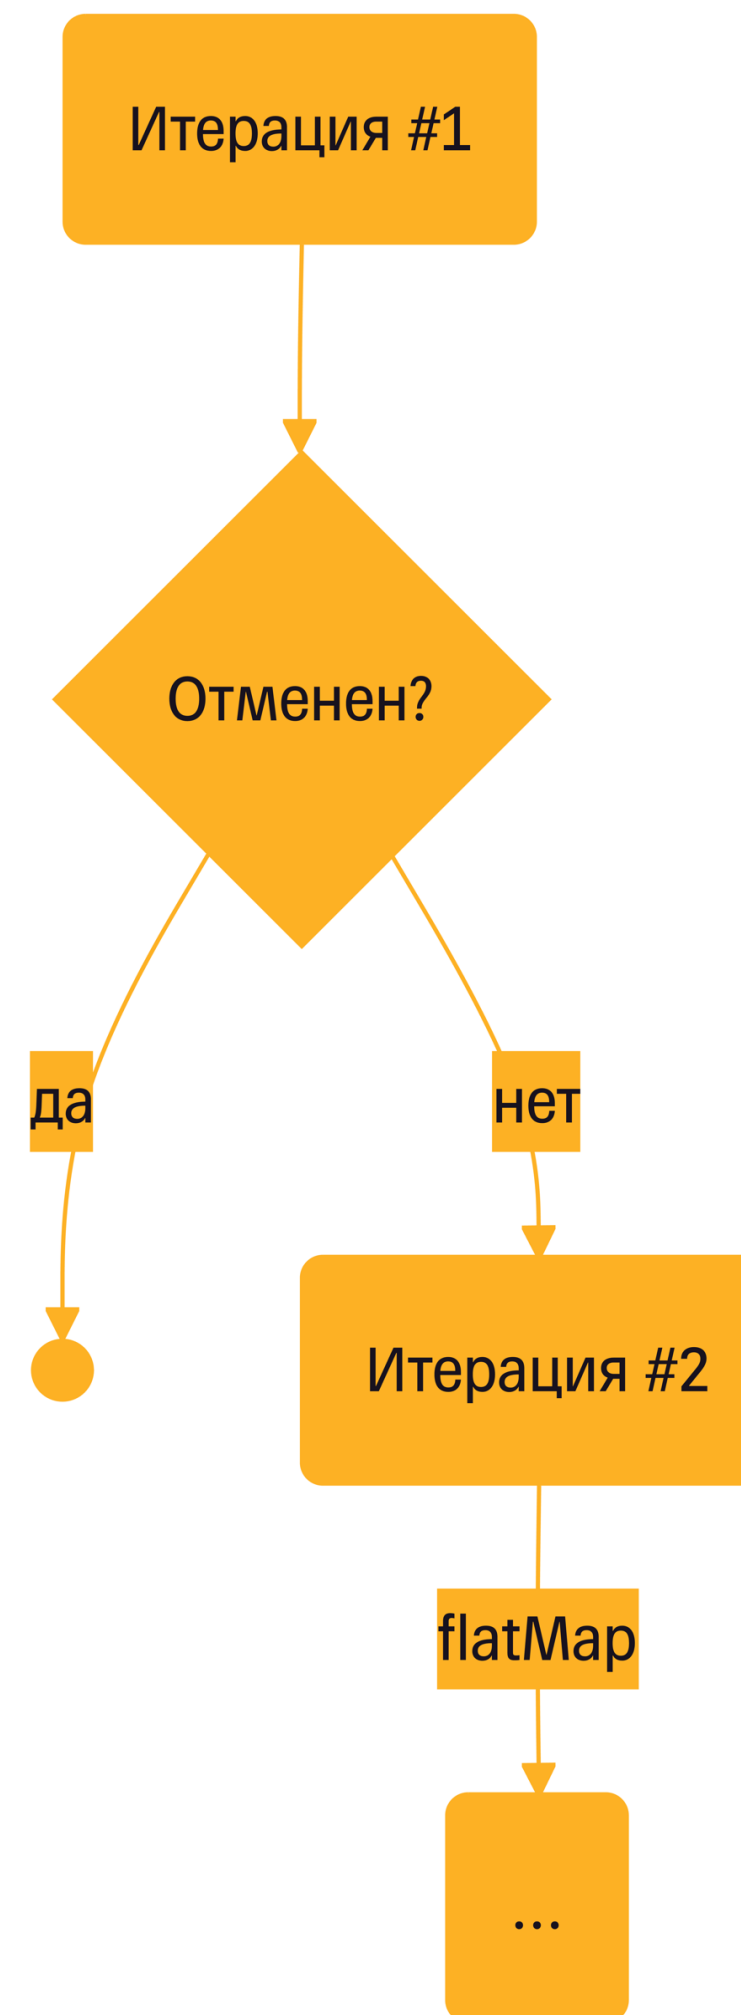 Итерация #1
Отменен?
да
нет
Итерация #2
flatMap
...